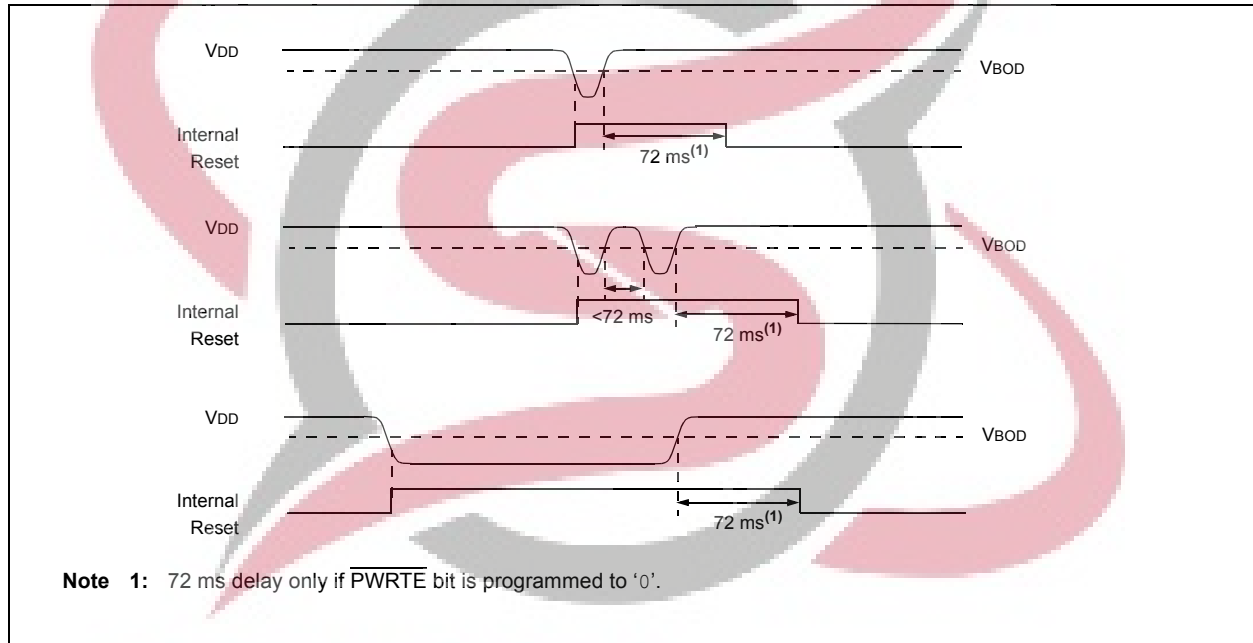 VDD
VBOD
Internal
Reset
72 ms(1)
VDD
VBOD
Internal
Reset
<72 ms
72 ms(1)
VDD
VBOD
Internal
Reset
72 ms(1)
Note 1: 72 ms delay only if PWRTE bit is programmed to ‘0’.